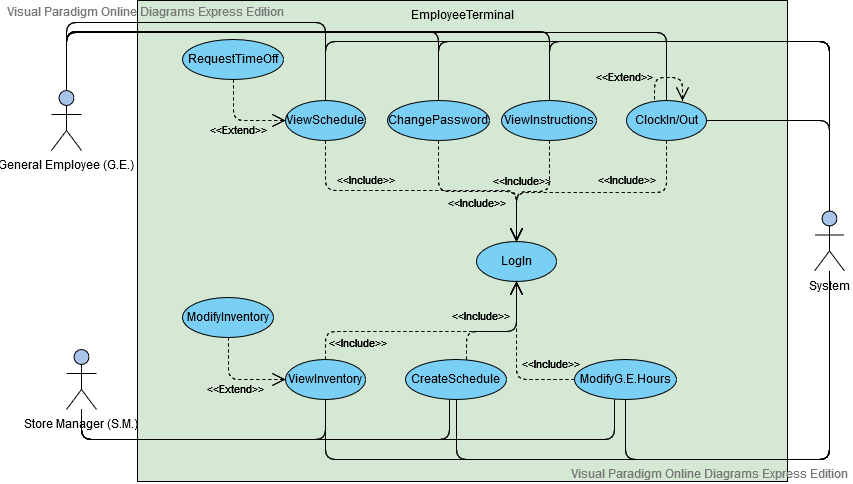 Visual Paradigm Online Diagrams Express Edition
EmployeeTerminal
RequestTimeOff
<<Extend>>
<<Extend>>
ViewSchedule
ChangePassword
ViewInstructions
ClockIn/Out
General Employee (G.E.)
<<Include>>
<<Include>>
<<Include>>
<<Include>>
LogIn
System
ModifyInventory
<<Include>>
<<Include>>
<<Include>>
ViewInventory
CreateSchedule
ModifyG.E.Hours
<<Extend>>
Store Manager (S.M.)
Visual Paradigm Online Diagrams Express Edition